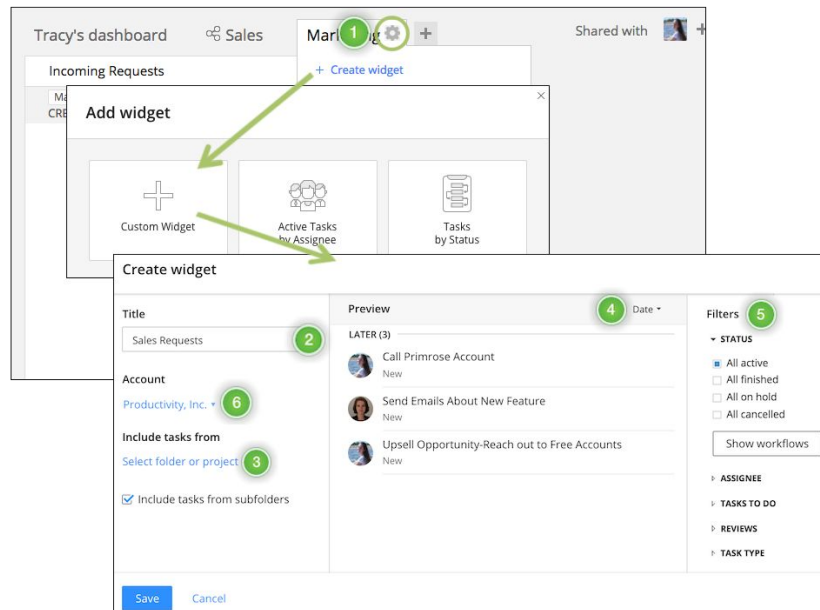 Tracy's dashboard
Sales
Mar
1
+
Shared with
+
Incoming Requests
+ Create widget
Ma
CRE
Add widget
×
Custom Widget
Active Tasks
by Assignee
Tasks
by Status
Create widget
Title
Sales Requests
2
Account
Productivity, Inc.
6
Include tasks from
Select folder or project
3
Include tasks from subfolders
Save
Cancel
Preview
4
Date
LATER (3)
Call Primrose Account
New
Send Emails About New Feature
New
Upsell Opportunity-Reach out to Free Accounts
New
Filters
5
STATUS
All active
All finished
All on hold
All cancelled
Show workflows
ASSIGNEE
TASKS TO DO
REVIEWS
TASK TYPE